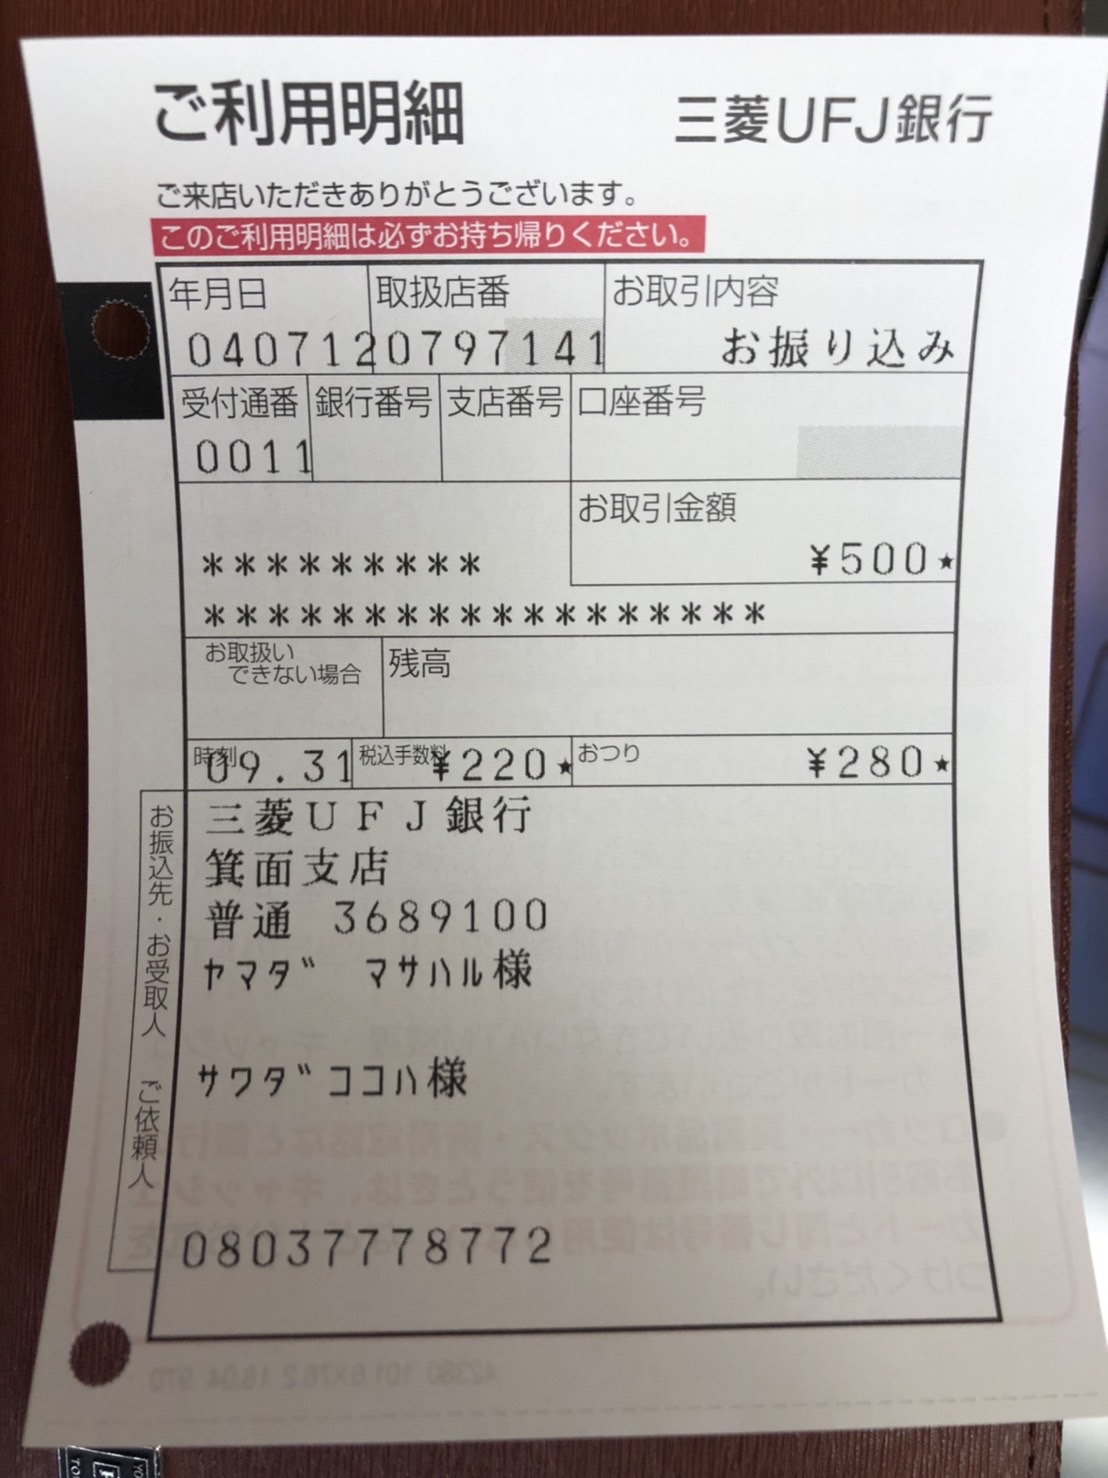 ご利用明細 三菱UFJ銀行
ご来店いただきありがとうございます。
このご利用明細は必ずお持ち帰りください。
年月日 取扱店番 お取引内容
040712 0797141 お振り込み
受付通番 銀行番号 支店番号 口座番号
0011
お取引金額
¥500★
*********
******************
お取扱いできない場合 残高
時刻 09.31 税込手数料 ¥220★ おつり ¥280★
お振込先・お受取人 ご依頼人
三菱UFJ銀行
箕面支店
普通 3689100
ヤマダ゛ マサハル様
サワダ゛ココハ様
08037778772